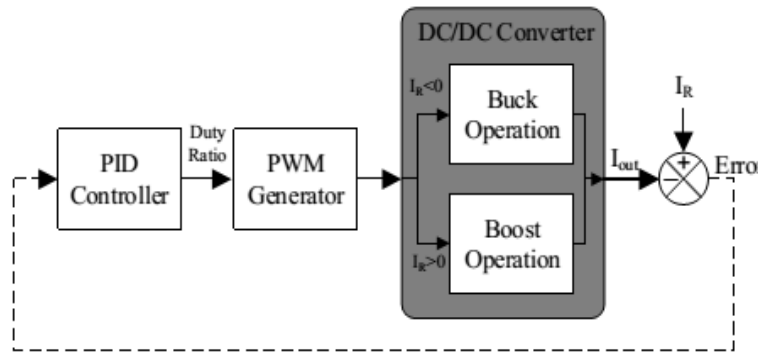 DC/DC Converter
I_R<0
Buck
Operation
I_R
PID
Controller
Duty
Ratio
PWM
Generator
I_out
+
−
Error
I_R>0
Boost
Operation